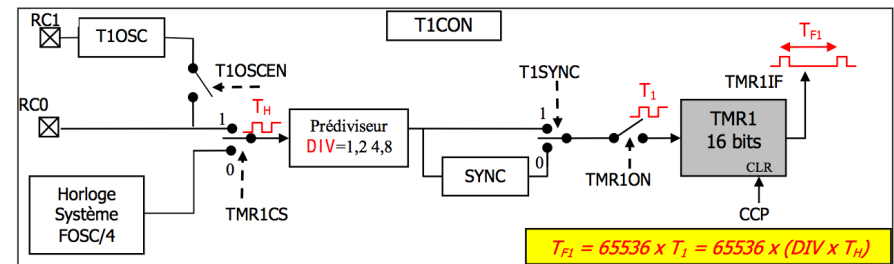 RC1
T1OSC
T1CON
TF1
T1OSCEN
T1SYNC
TMR1IF
RC0
TH
T1
1
Prédiviseur
DIV=1,2 4,8
1
TMR1
16 bits
CLR
0
SYNC
0
Horloge
Système
FOSC/4
TMR1CS
TMR1ON
CCP
TF1 = 65536 x T1 = 65536 x (DIV x TH)